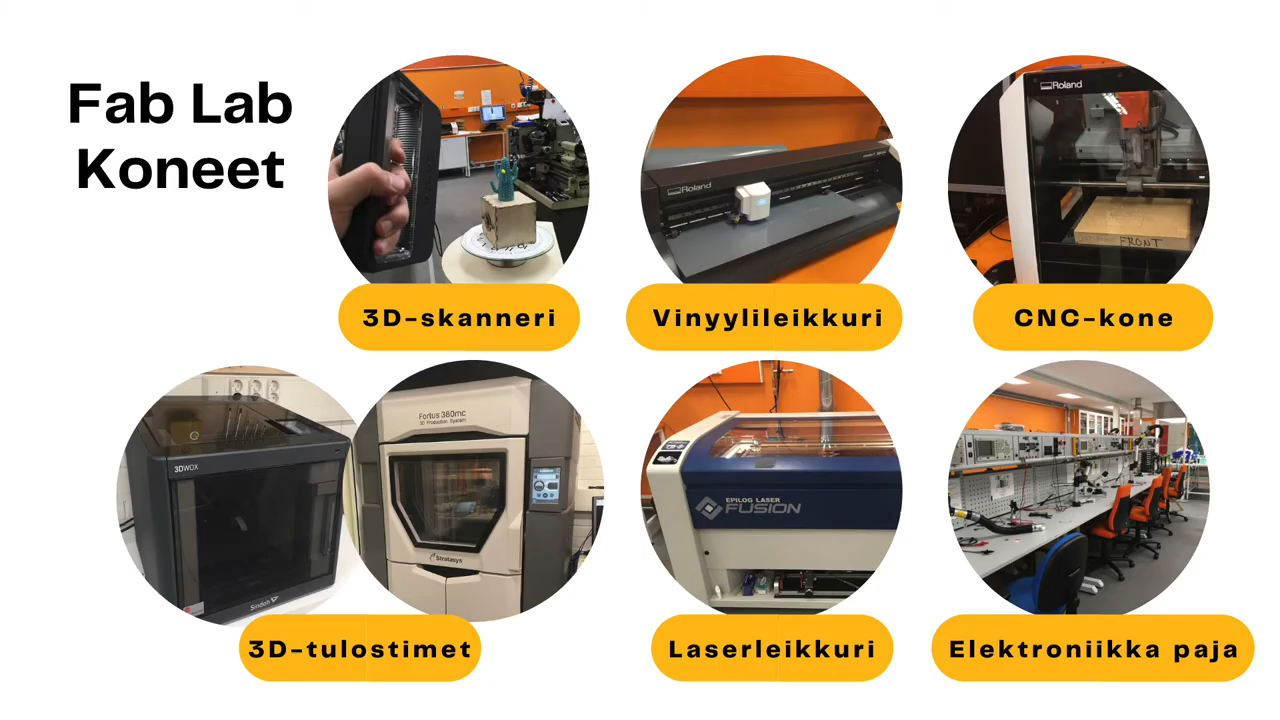 Fab Lab
Koneet
Roland
Roland
FRONT
3D-skanneri
Vinyylileikkuri
CNC-kone
3DWOX
Sindoh
Fortus 380mc
3D Production System
Stratasys
EPILOG LASER
FUSION
3D-tulostimet
Laserleikkuri
Elektroniikka paja